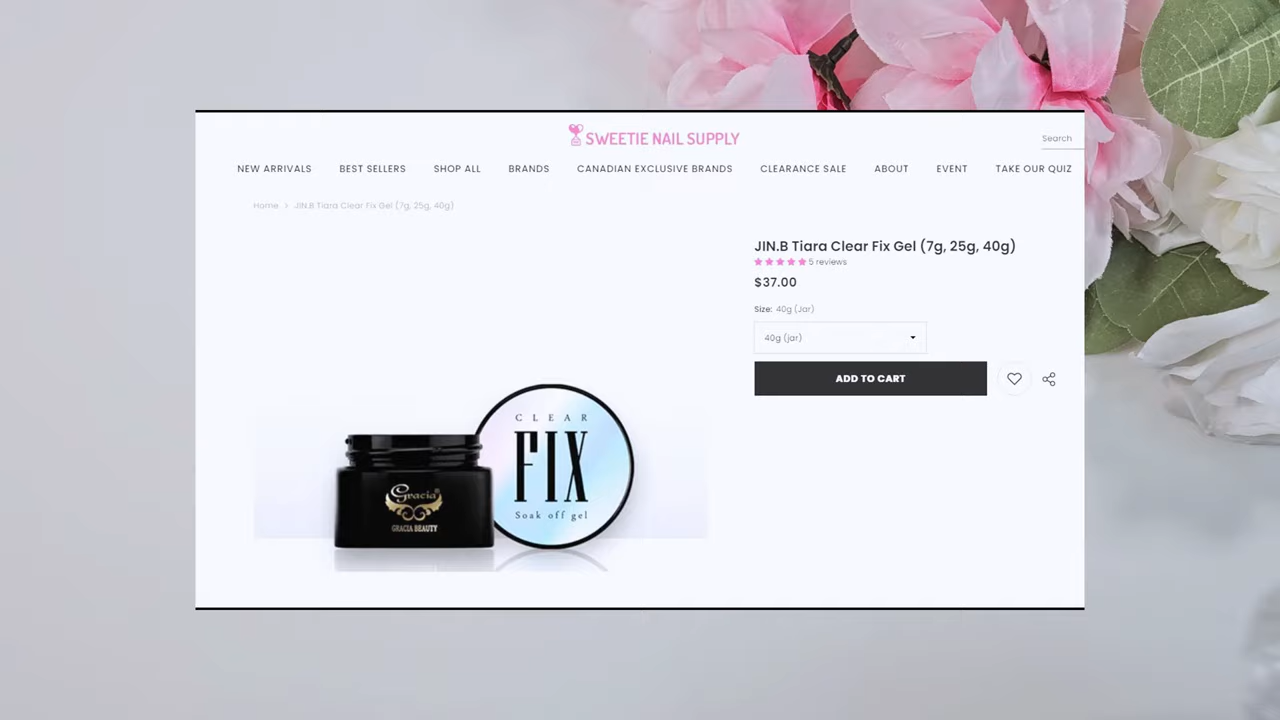 SWEETIE NAIL SUPPLY
Search
NEW ARRIVALS BEST SELLERS SHOP ALL BRANDS CANADIAN EXCLUSIVE BRANDS CLEARANCE SALE ABOUT EVENT TAKE OUR QUIZ
Home > JIN.B Tiara Clear Fix Gel (7g, 25g, 40g)
JIN.B Tiara Clear Fix Gel (7g, 25g, 40g)
5 reviews
$37.00
Size: 40g (Jar)
40g (jar)
ADD TO CART
CLEAR
FIX
Soak off gel
Gracia
GRACIA BEAUTY